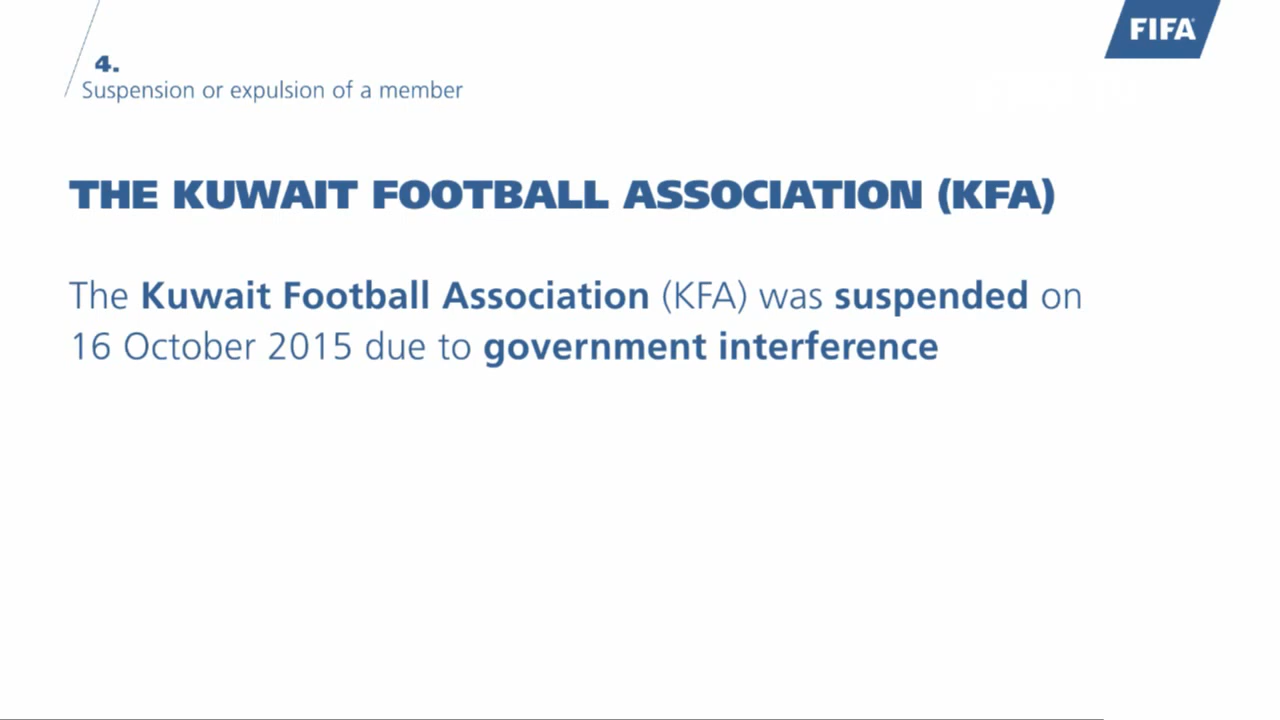 FIFA
4.
Suspension or expulsion of a member
THE KUWAIT FOOTBALL ASSOCIATION (KFA)
The Kuwait Football Association (KFA) was suspended on
16 October 2015 due to government interference